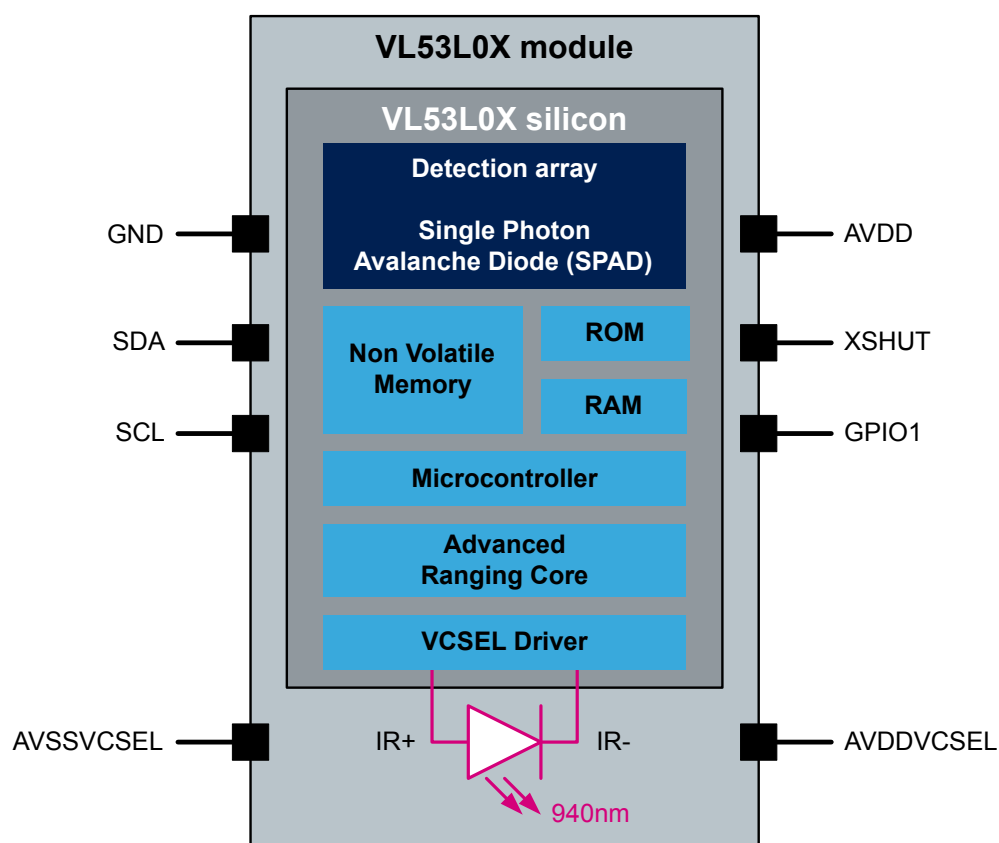 VL53L0X module
VL53L0X silicon
Detection array
Single Photon
Avalanche Diode (SPAD)
GND
AVDD
SDA
Non Volatile
Memory
ROM
XSHUT
SCL
RAM
GPIO1
Microcontroller
Advanced
Ranging Core
VCSEL Driver
AVSSVCSEL
IR+
IR-
AVDDVCSEL
940nm